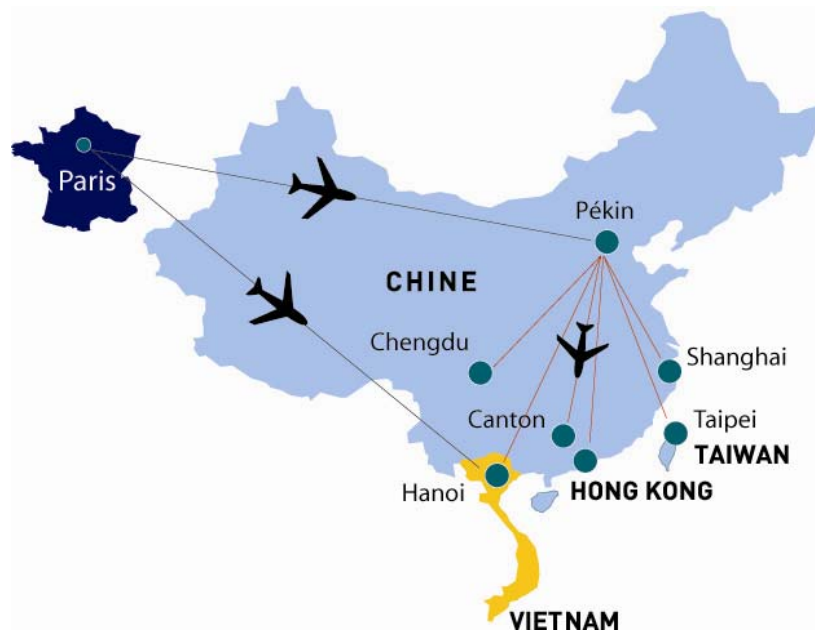 Paris
Pékin
CHINE
Chengdu
Shanghai
Canton
Taipei
TAIWAN
Hanoi
HONG KONG
VIETNAM